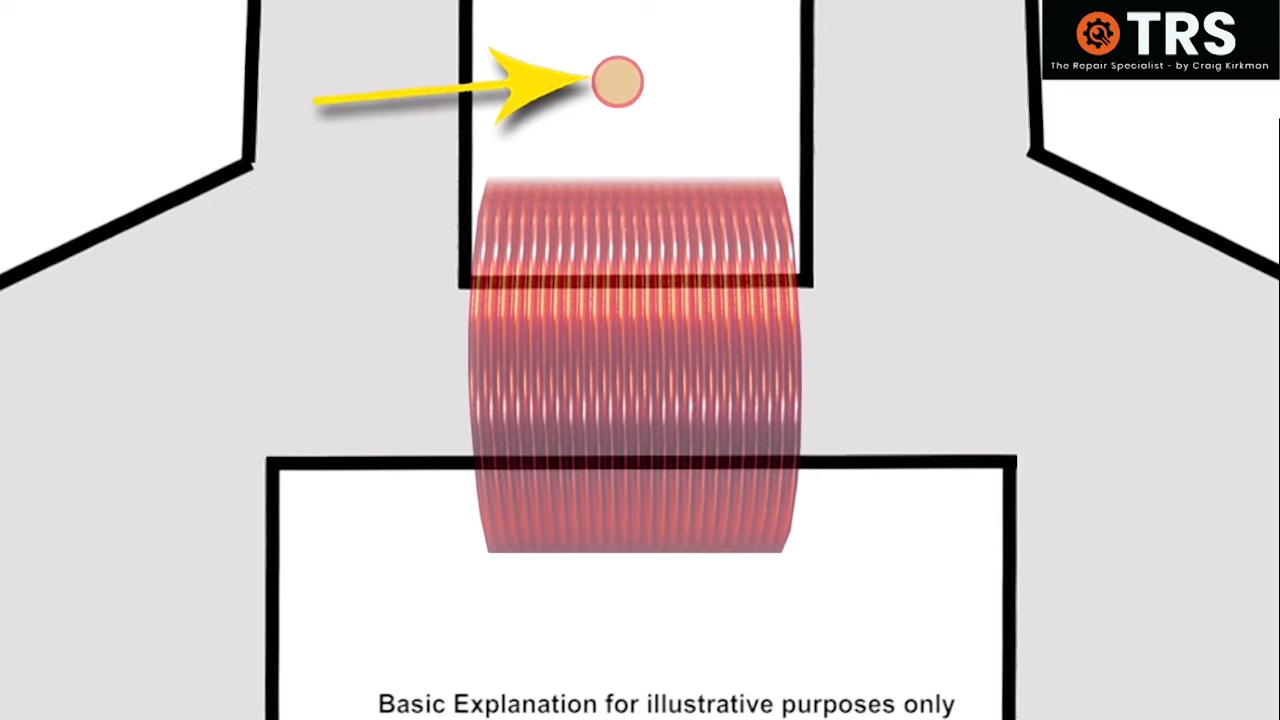 TRS
The Repair Specialist - by Craig Kirkman
Basic Explanation for illustrative purposes only